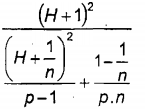 (H+1)²
(H+1/n)²/(p-1) + (1-1/n)/(p.n)